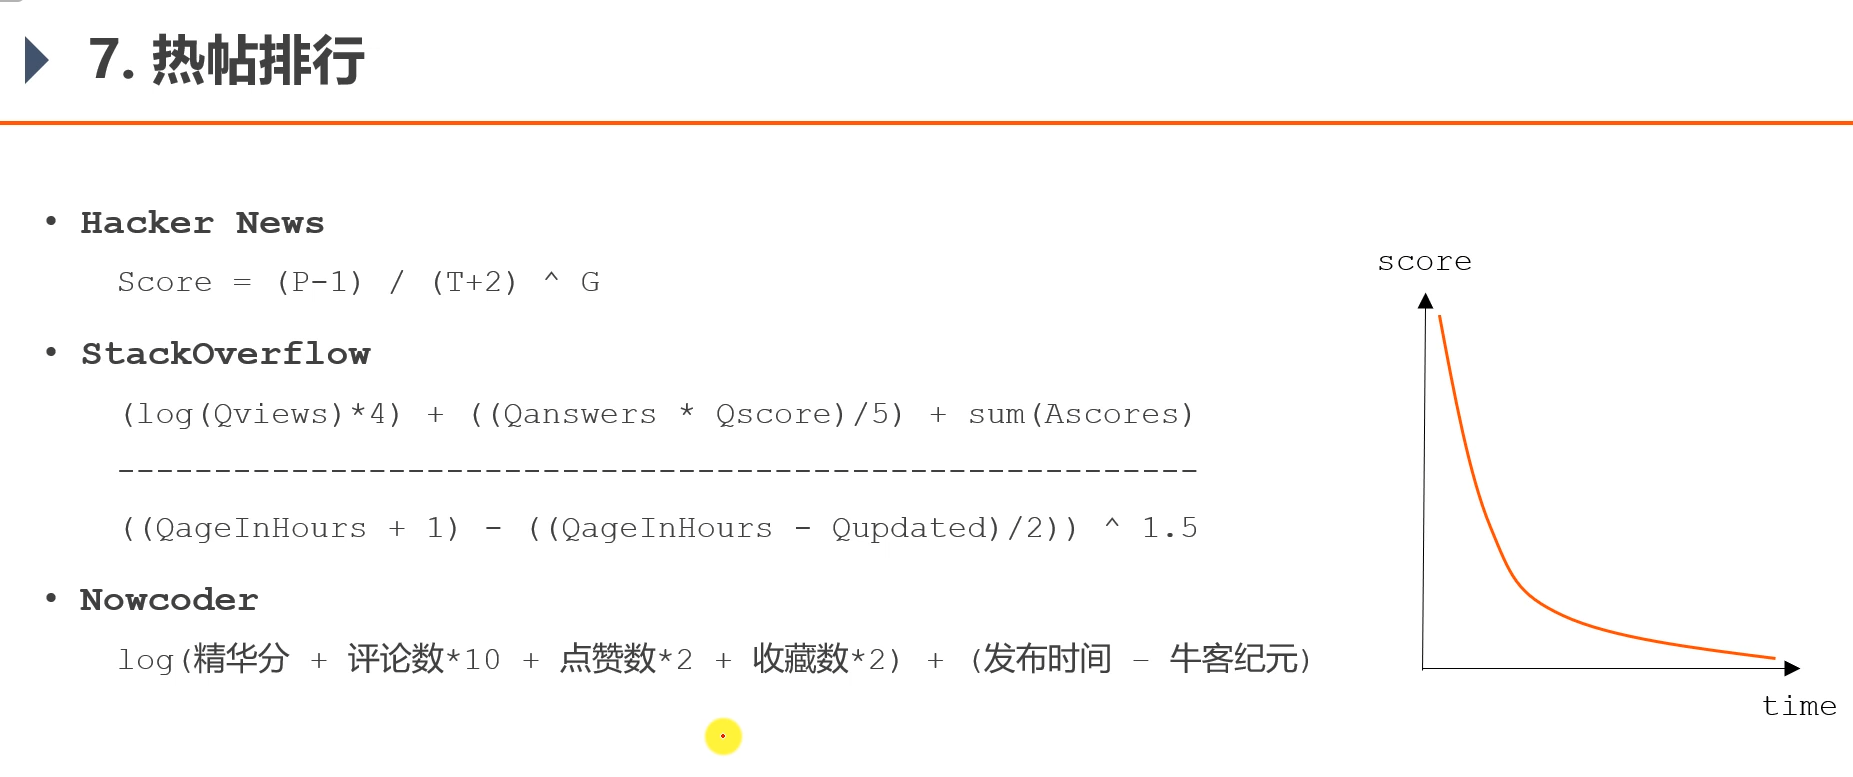 7. 热帖排行
• Hacker News
Score = (P-1) / (T+2) ^ G
• StackOverflow
(log(Qviews)*4) + ((Qanswers * Qscore)/5) + sum(Ascores)
--------------------------------------------------------
((QageInHours + 1) - ((QageInHours - Qupdated)/2)) ^ 1.5
• Nowcoder
log(精华分 + 评论数*10 + 点赞数*2 + 收藏数*2) + (发布时间 – 牛客纪元)
score
time